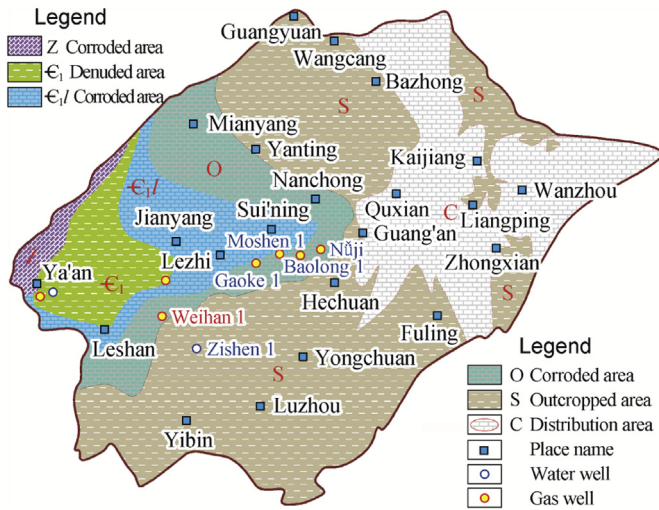 Legend
Z Corroded area
Є₁ Denuded area
Є₁l Corroded area
Guangyuan
Wangcang
Bazhong
S
S
Mianyang
Yanting
Kaijiang
Є₁l
O
Nanchong
Wanzhou
Sui'ning
Quxian
C
Liangping
Jianyang
Guang'an
Moshen 1
Nǚji
Zhongxian
Lezhi
Baolong 1
Z
Ya'an
Є₁
Gaoke 1
Hechuan
S
Weihan 1
Fuling
Leshan
Zishen 1
Yongchuan
S
Luzhou
Yibin
Legend
O Corroded area
S Outcropped area
C Distribution area
Place name
Water well
Gas well